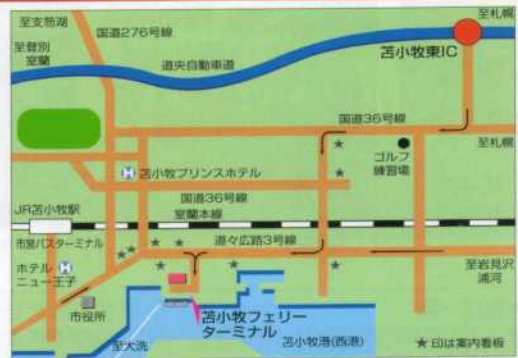 至支笏湖
国道276号線
至札幌
至登別
室蘭
道央自動車道
苫小牧東IC
国道36号線
至札幌
ゴルフ
練習場
苫小牧プリンスホテル
国道36号線
JR苫小牧駅
室蘭本線
市営バスターミナル
道々広路3号線
ホテル
ニュー王子
至岩見沢
浦河
市役所
苫小牧フェリー
ターミナル
至大洗
苫小牧港(西港)
★印は案内看板